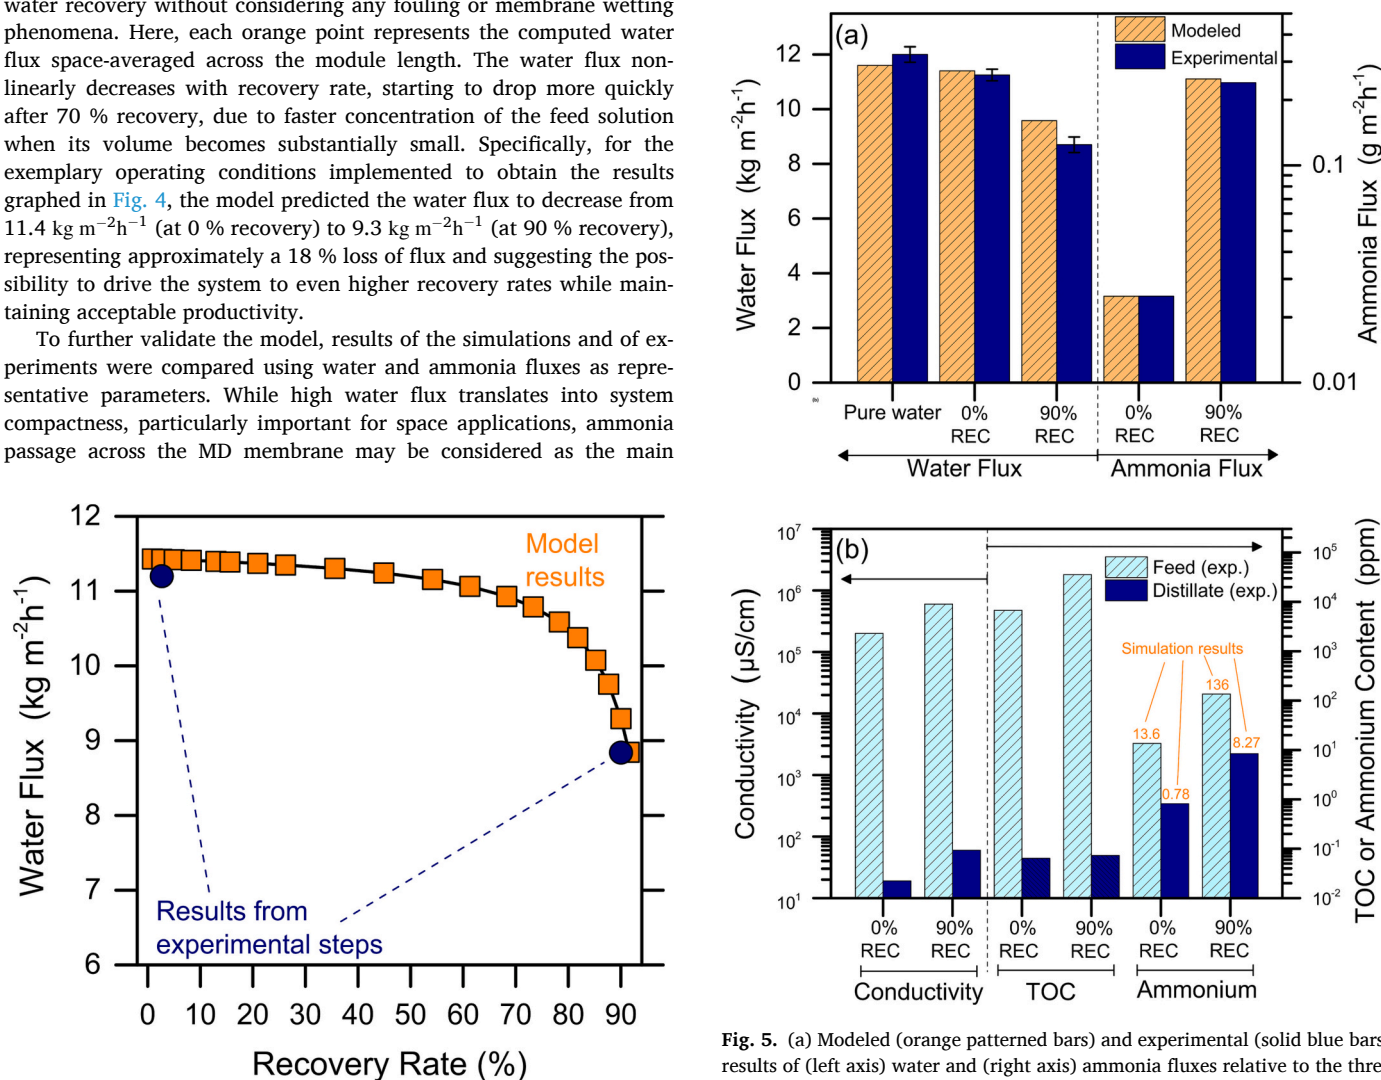 water recovery without considering any fouling or membrane wetting
phenomena. Here, each orange point represents the computed water
flux space-averaged across the module length. The water flux non-
linearly decreases with recovery rate, starting to drop more quickly
after 70 % recovery, due to faster concentration of the feed solution
when its volume becomes substantially small. Specifically, for the
exemplary operating conditions implemented to obtain the results
graphed in Fig. 4, the model predicted the water flux to decrease from
11.4 kg m⁻²h⁻¹ (at 0 % recovery) to 9.3 kg m⁻²h⁻¹ (at 90 % recovery),
representing approximately a 18 % loss of flux and suggesting the pos-
sibility to drive the system to even higher recovery rates while main-
taining acceptable productivity.
To further validate the model, results of the simulations and of ex-
periments were compared using water and ammonia fluxes as repre-
sentative parameters. While high water flux translates into system
compactness, particularly important for space applications, ammonia
passage across the MD membrane may be considered as the main
12
11
10
9
8
7
6
Water Flux (kg m⁻²h⁻¹)
Model
results
Results from
experimental steps
0 10 20 30 40 50 60 70 80 90
Recovery Rate (%)
(a)
Modeled
Experimental
12
10
8
6
4
2
0
Water Flux (kg m⁻²h⁻¹)
0.1
0.01
Ammonia Flux (g m⁻²h⁻¹)
Pure water 0% 90% 0% 90%
REC REC REC REC
Water Flux Ammonia Flux
(b)
Feed (exp.)
Distillate (exp.)
Simulation results
13.6
0.78
136
8.27
10⁷
10⁶
10⁵
10⁴
10³
10²
10¹
Conductivity (µS/cm)
10⁵
10⁴
10³
10²
10¹
10⁰
10⁻¹
10⁻²
TOC or Ammonium Content (ppm)
0% 90% 0% 90% 0% 90%
REC REC REC REC REC REC
Conductivity TOC Ammonium
Fig. 5. (a) Modeled (orange patterned bars) and experimental (solid blue bars
results of (left axis) water and (right axis) ammonia fluxes relative to the thre